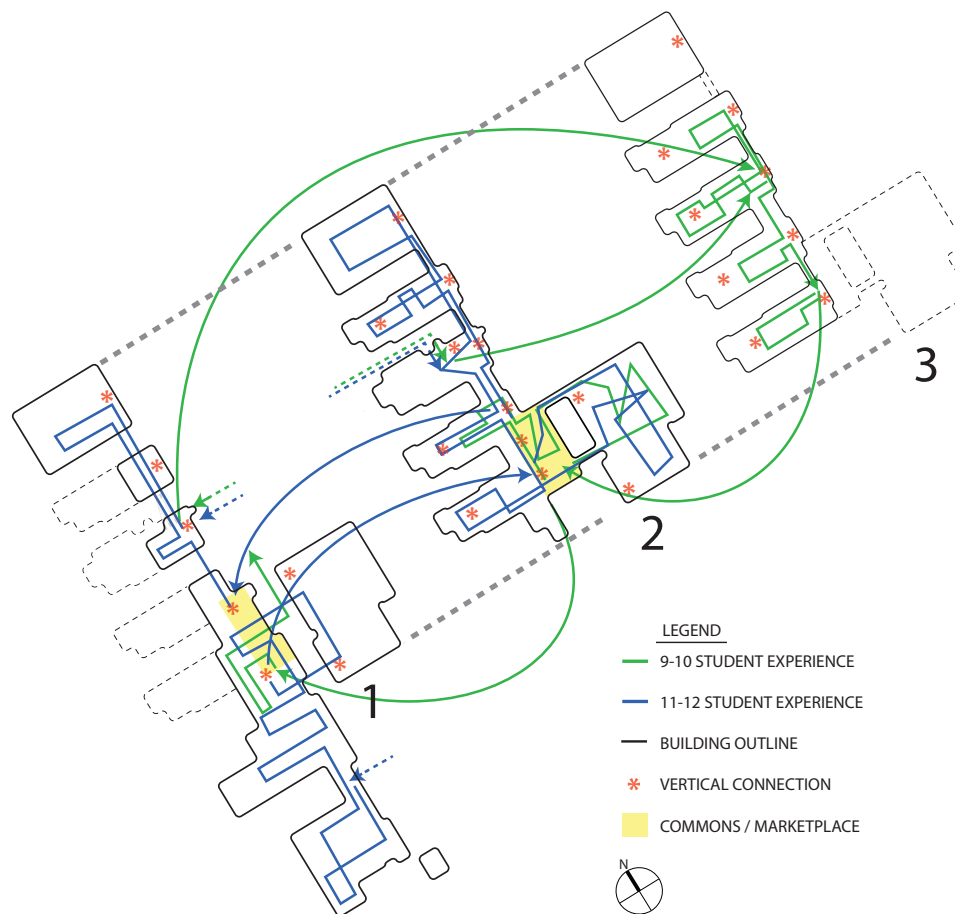 3
2
1
LEGEND
9-10 STUDENT EXPERIENCE
11-12 STUDENT EXPERIENCE
BUILDING OUTLINE
VERTICAL CONNECTION
COMMONS / MARKETPLACE
N